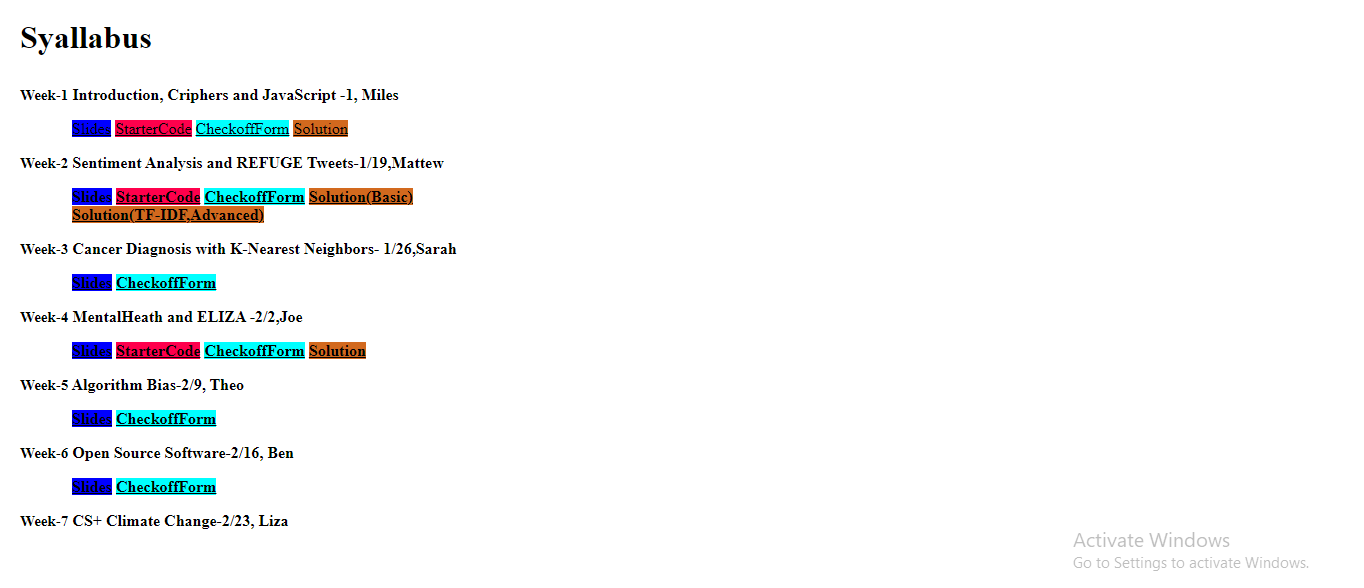 Syallabus
Week-1 Introduction, Criphers and JavaScript -1, Miles
Slides StarterCode CheckoffForm Solution
Week-2 Sentiment Analysis and REFUGE Tweets-1/19,Mattew
Slides StarterCode CheckoffForm Solution(Basic)
Solution(TF-IDF,Advanced)
Week-3 Cancer Diagnosis with K-Nearest Neighbors- 1/26,Sarah
Slides CheckoffForm
Week-4 MentalHeath and ELIZA -2/2,Joe
Slides StarterCode CheckoffForm Solution
Week-5 Algorithm Bias-2/9, Theo
Slides CheckoffForm
Week-6 Open Source Software-2/16, Ben
Slides CheckoffForm
Week-7 CS+ Climate Change-2/23, Liza
Activate Windows
Go to Settings to activate Windows.